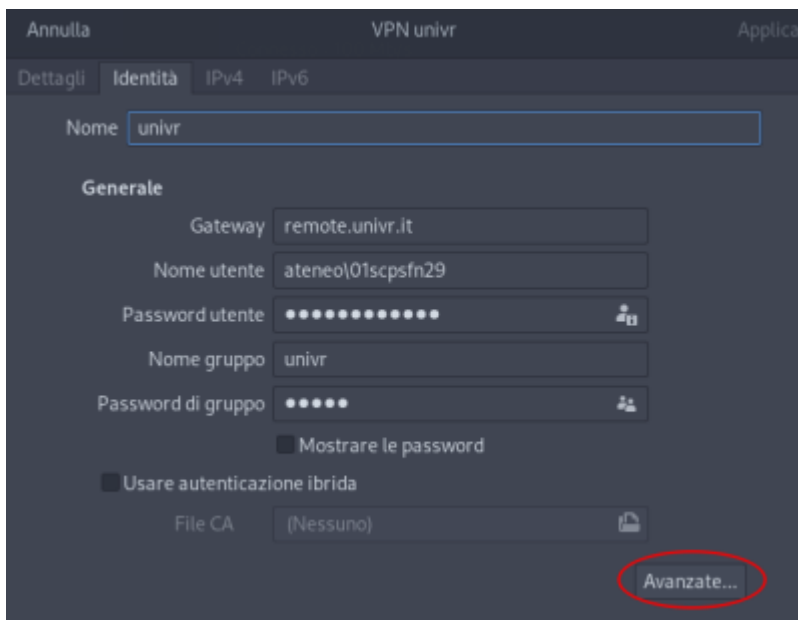 Annulla VPN univr Applica
Dettagli Identità IPv4 IPv6
Nome univr
Generale
Gateway remote.univr.it
Nome utente ateneo\01scpsfn29
Password utente ●●●●●●●●●●●●
Nome gruppo univr
Password di gruppo ●●●●●
Mostrare le password
Usare autenticazione ibrida
File CA (Nessuno)
Avanzate...